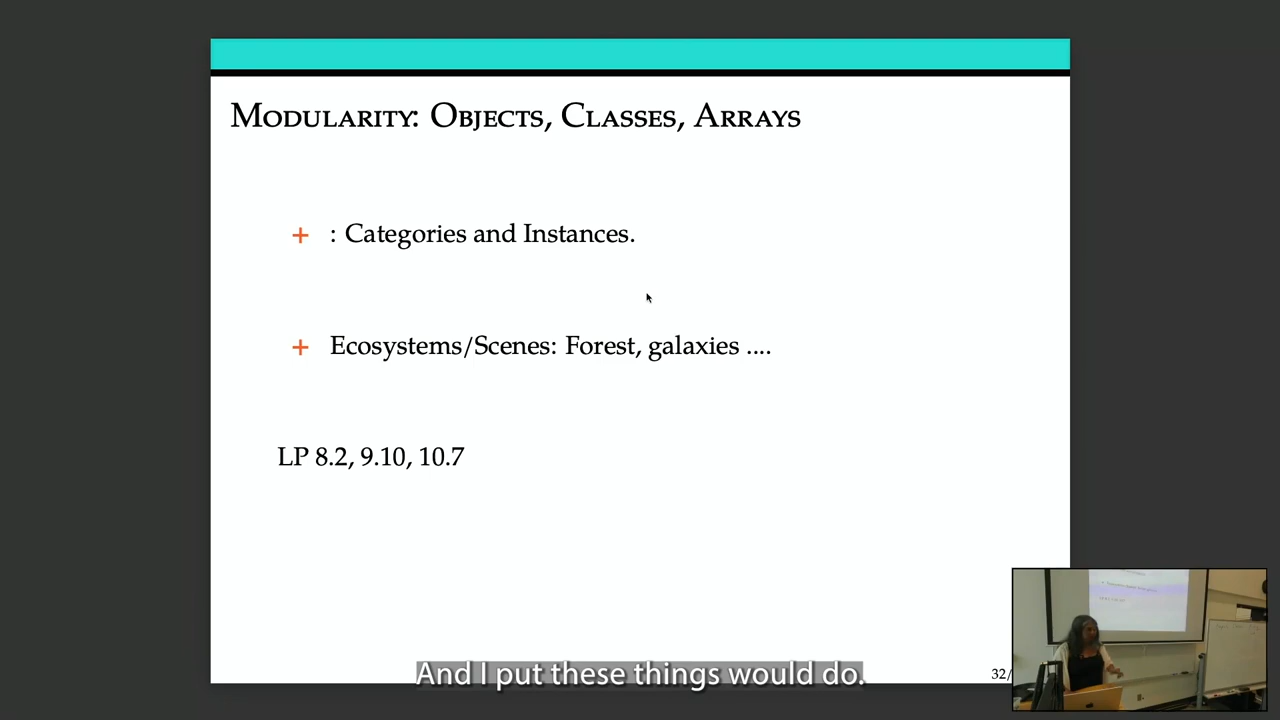 Modularity: Objects, Classes, Arrays
+ : Categories and Instances.
+ Ecosystems/Scenes: Forest, galaxies ....
LP 8.2, 9.10, 10.7
32/
And I put these things would do.